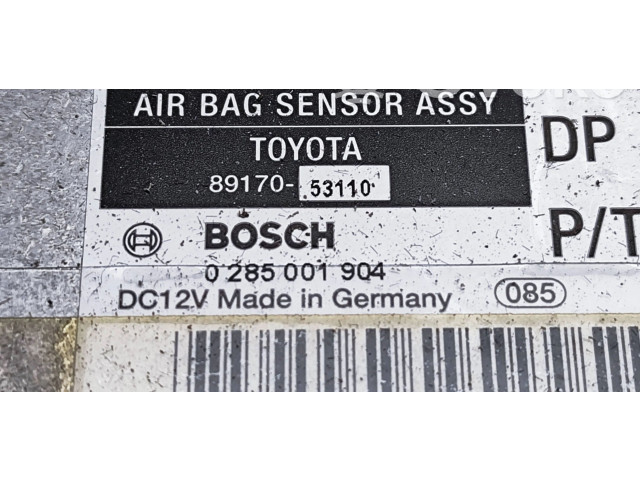 AIR BAG SENSOR ASSY
TOYOTA
DP
89170-53110
BOSCH
P/T
0 285 001 904
DC12V Made in Germany 085